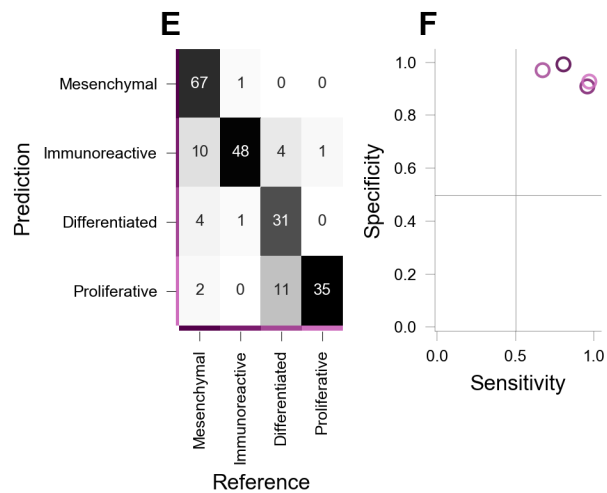 E
Prediction
Mesenchymal
67 1 0 0
Immunoreactive
10 48 4 1
Differentiated
4 1 31 0
Proliferative
2 0 11 35
Mesenchymal
Immunoreactive
Differentiated
Proliferative
Reference
F
Specificity
1.0
0.8
0.6
0.4
0.2
0.0
0.0 0.5 1.0
Sensitivity